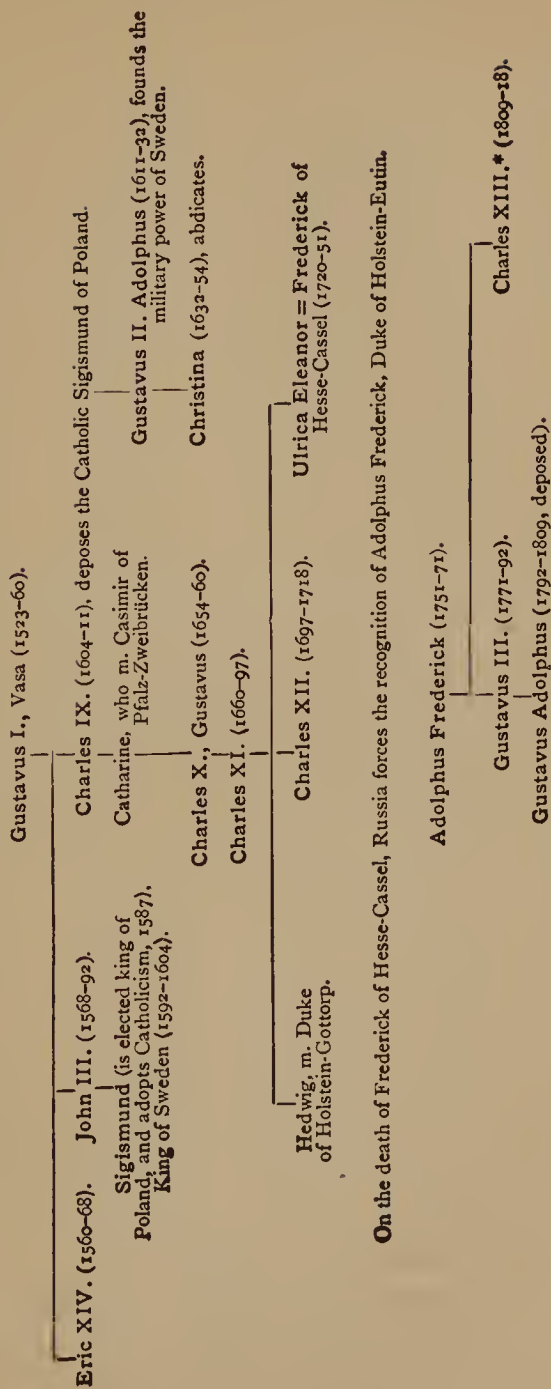 Gustavus I., Vasa (1523-60).
Eric XIV. (1560-68). John III. (1568-92). Charles IX. (1604-11), deposes the Catholic Sigismund of Poland.
Sigismund (is elected king of
Poland, and adopts Catholicism, 1587).
King of Sweden (1592-1604).
Catharine, who m. Casimir of
Pfalz-Zweibrücken.
Gustavus II. Adolphus (1611-32), founds the
military power of Sweden.
Charles X., Gustavus (1654-60).
Christina (1632-54), abdicates.
Charles XI. (1660-97).
Hedwig, m. Duke
of Holstein-Gottorp.
Charles XII. (1697-1718).
Ulrica Eleanor = Frederick of
Hesse-Cassel (1720-51).
On the death of Frederick of Hesse-Cassel, Russia forces the recognition of Adolphus Frederick, Duke of Holstein-Eutin.
Adolphus Frederick (1751-71).
Gustavus III. (1771-92).
Charles XIII.* (1809-18).
Gustavus Adolphus (1792-1809, deposed).